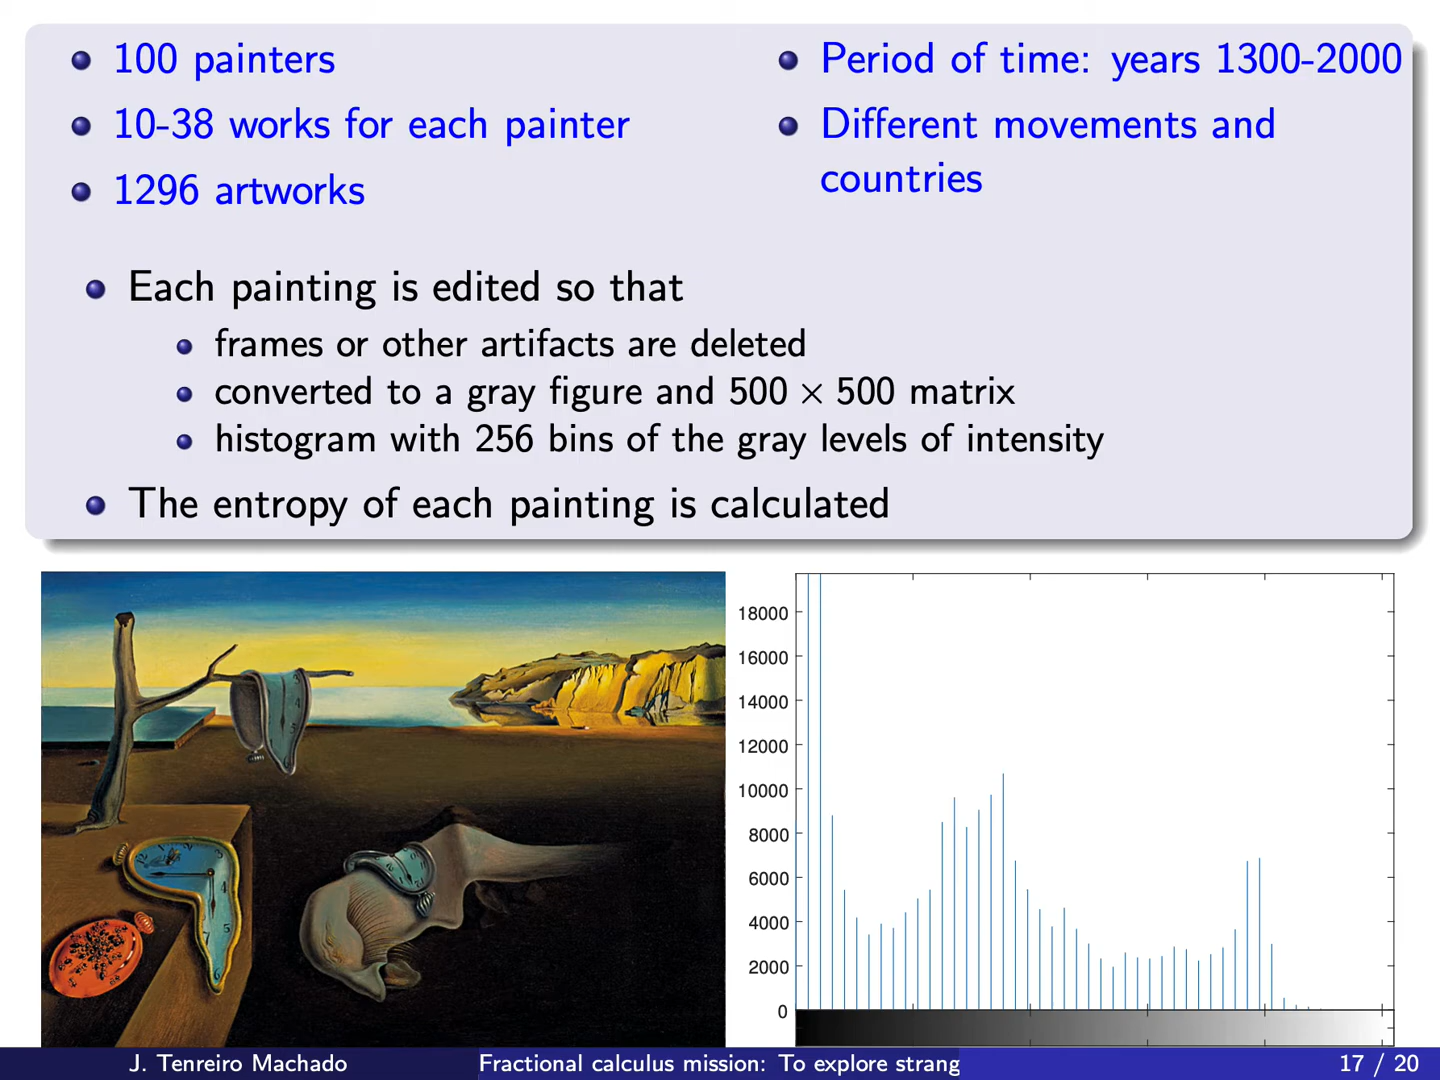 100 painters
10-38 works for each painter
1296 artworks
Period of time: years 1300-2000
Different movements and
countries
Each painting is edited so that
frames or other artifacts are deleted
converted to a gray figure and 500 × 500 matrix
histogram with 256 bins of the gray levels of intensity
The entropy of each painting is calculated
18000
16000
14000
12000
10000
8000
6000
4000
2000
0
J. Tenreiro Machado
Fractional calculus mission: To explore strang
17 / 20